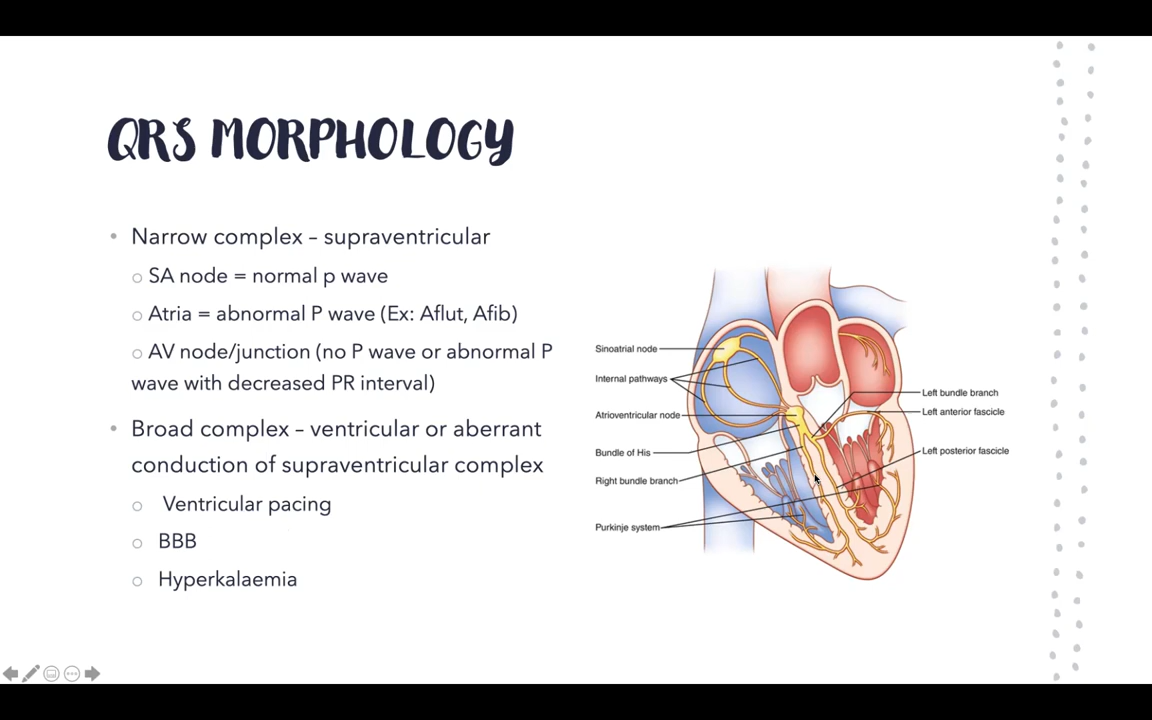 QRS MORPHOLOGY
• Narrow complex – supraventricular
○ SA node = normal p wave
○ Atria = abnormal P wave (Ex: Aflut, Afib)
○ AV node/junction (no P wave or abnormal P
wave with decreased PR interval)
• Broad complex – ventricular or aberrant
conduction of supraventricular complex
○ Ventricular pacing
○ BBB
○ Hyperkalaemia
Sinoatrial node
Internal pathways
Atrioventricular node
Bundle of His
Right bundle branch
Purkinje system
Left bundle branch
Left anterior fascicle
Left posterior fascicle